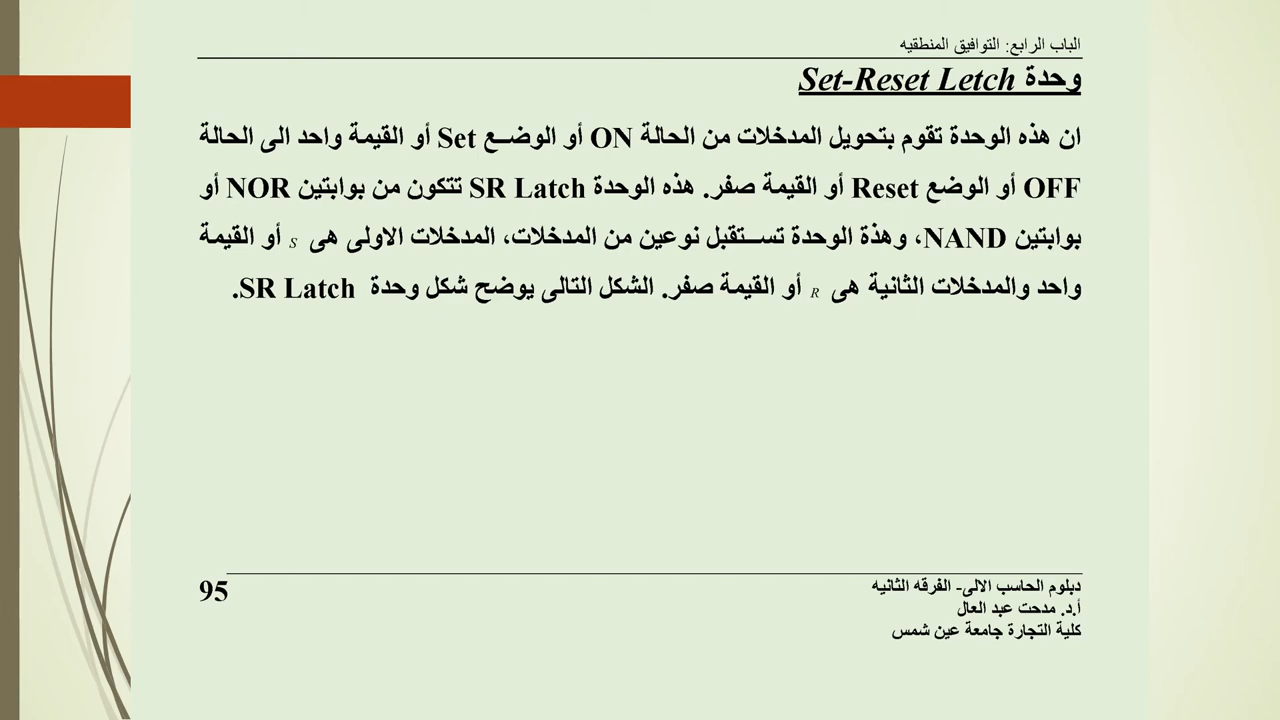 الباب الرابع: التوافيق المنطقيه
وحدة Set-Reset Letch
ان هذه الوحدة تقوم بتحويل المدخلات من الحالة ON أو الوضع Set أو القيمة واحد الى الحالة
OFF أو الوضع Reset أو القيمة صفر. هذه الوحدة SR Latch تتكون من بوابتين NOR أو
بوابتين NAND، وهذة الوحدة تستقبل نوعين من المدخلات، المدخلات الاولى هى S أو القيمة
واحد والمدخلات الثانية هى R أو القيمة صفر. الشكل التالى يوضح شكل وحدة SR Latch.
دبلوم الحاسب الالى- الفرقه الثانيه
95
أ.د. مدحت عبد العال
كلية التجارة جامعة عين شمس